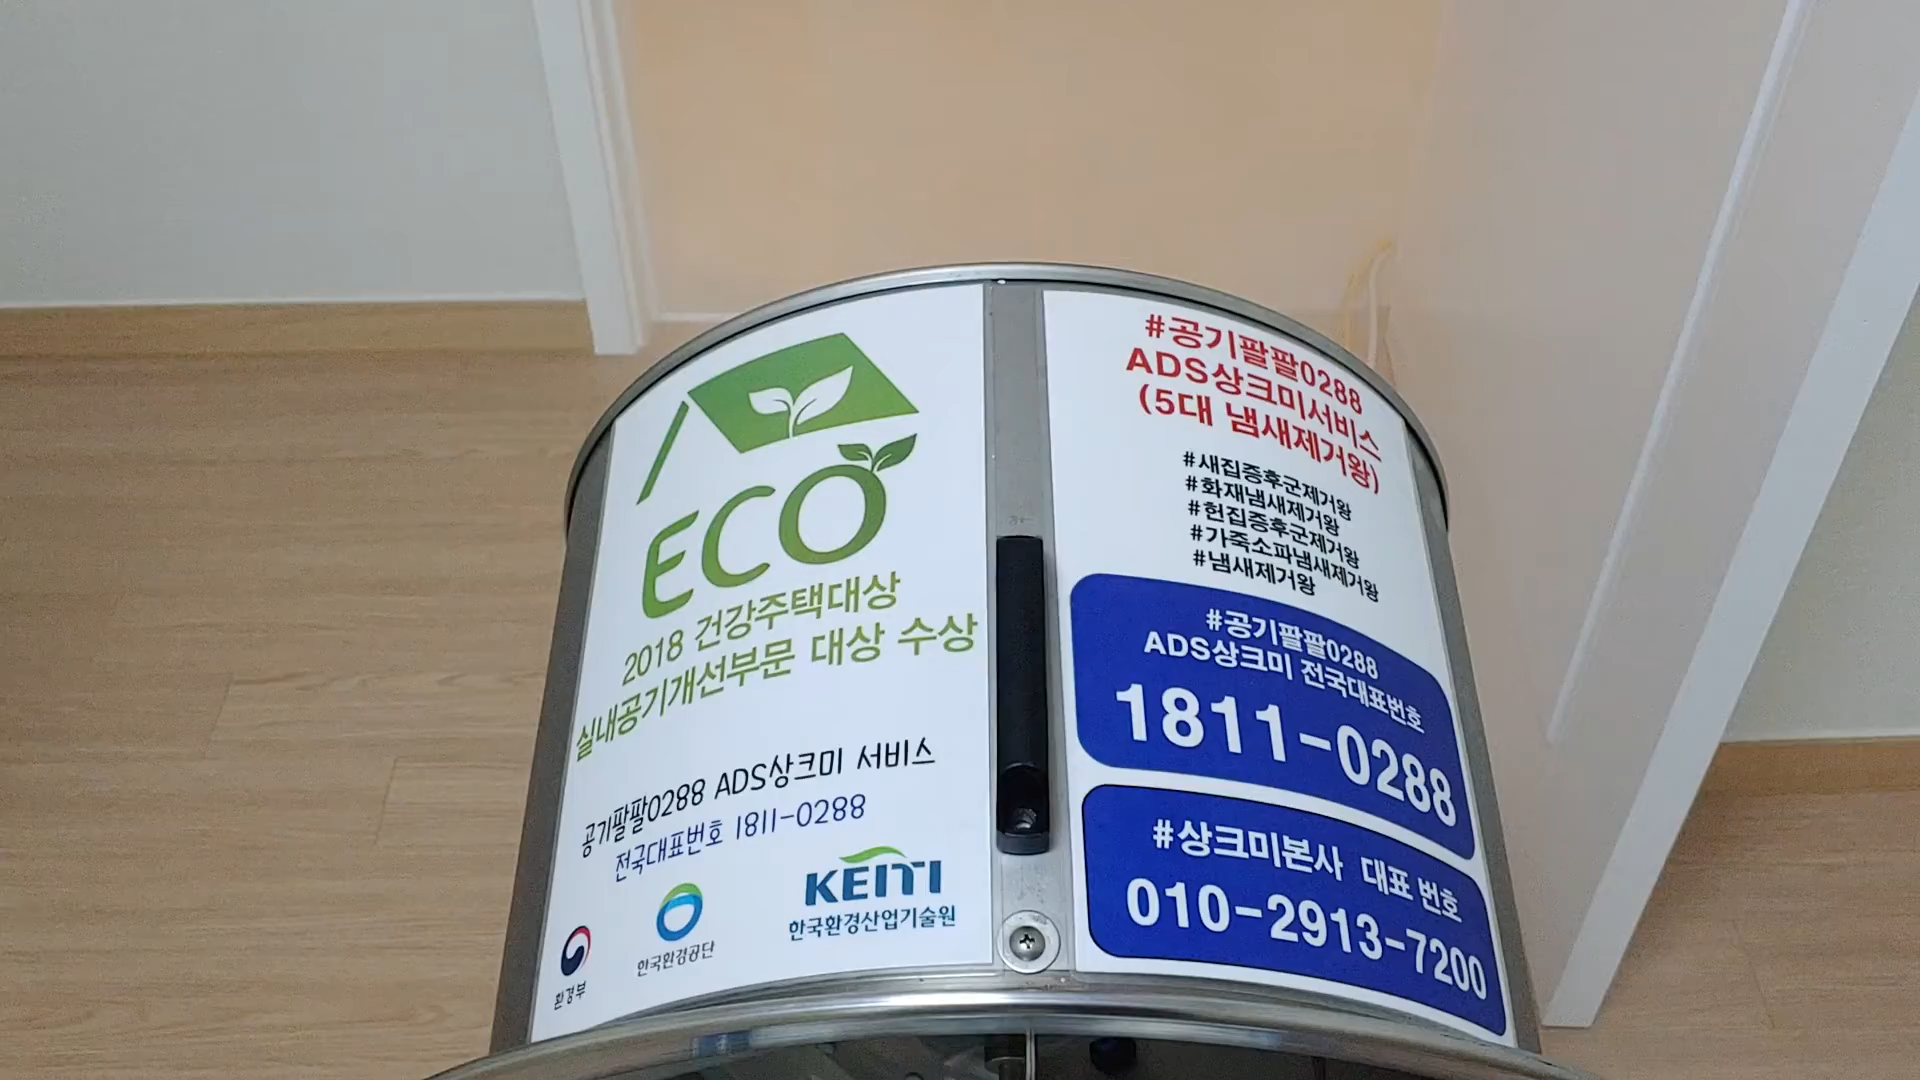 ECO
2018 건강주택대상
실내공기개선부문 대상 수상
공기팔팔0288 ADS상크미 서비스
전국대표번호 1811-0288
환경부
한국환경공단
KEITI
한국환경산업기술원
#공기팔팔0288
ADS상크미서비스
(5대 냄새제거왕)
#새집증후군제거왕
#화재냄새제거왕
#헌집증후군제거왕
#가죽소파냄새제거왕
#냄새제거왕
#공기팔팔0288
ADS상크미 전국대표번호
1811-0288
#상크미본사 대표 번호
010-2913-7200